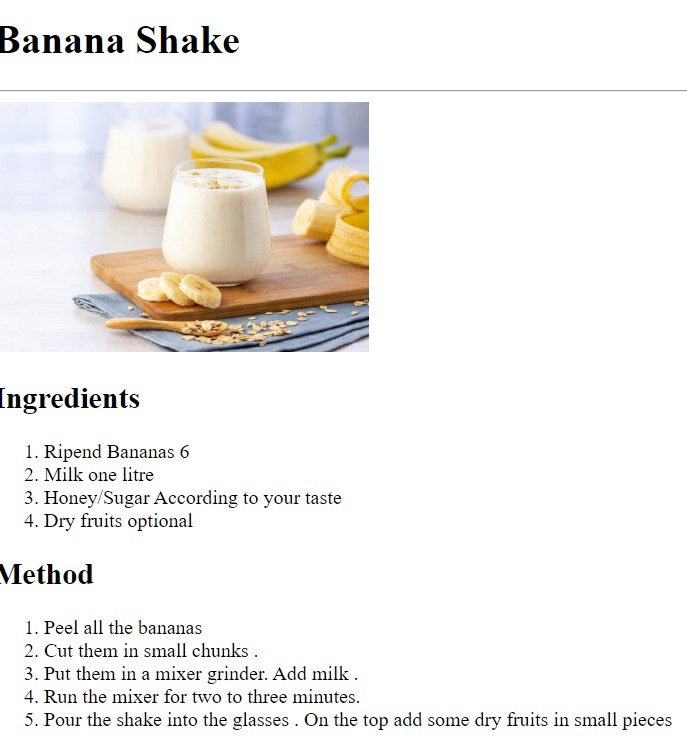 Banana Shake
Ingredients
1. Ripend Bananas 6
2. Milk one litre
3. Honey/Sugar According to your taste
4. Dry fruits optional
Method
1. Peel all the bananas
2. Cut them in small chunks .
3. Put them in a mixer grinder. Add milk .
4. Run the mixer for two to three minutes.
5. Pour the shake into the glasses . On the top add some dry fruits in small pieces